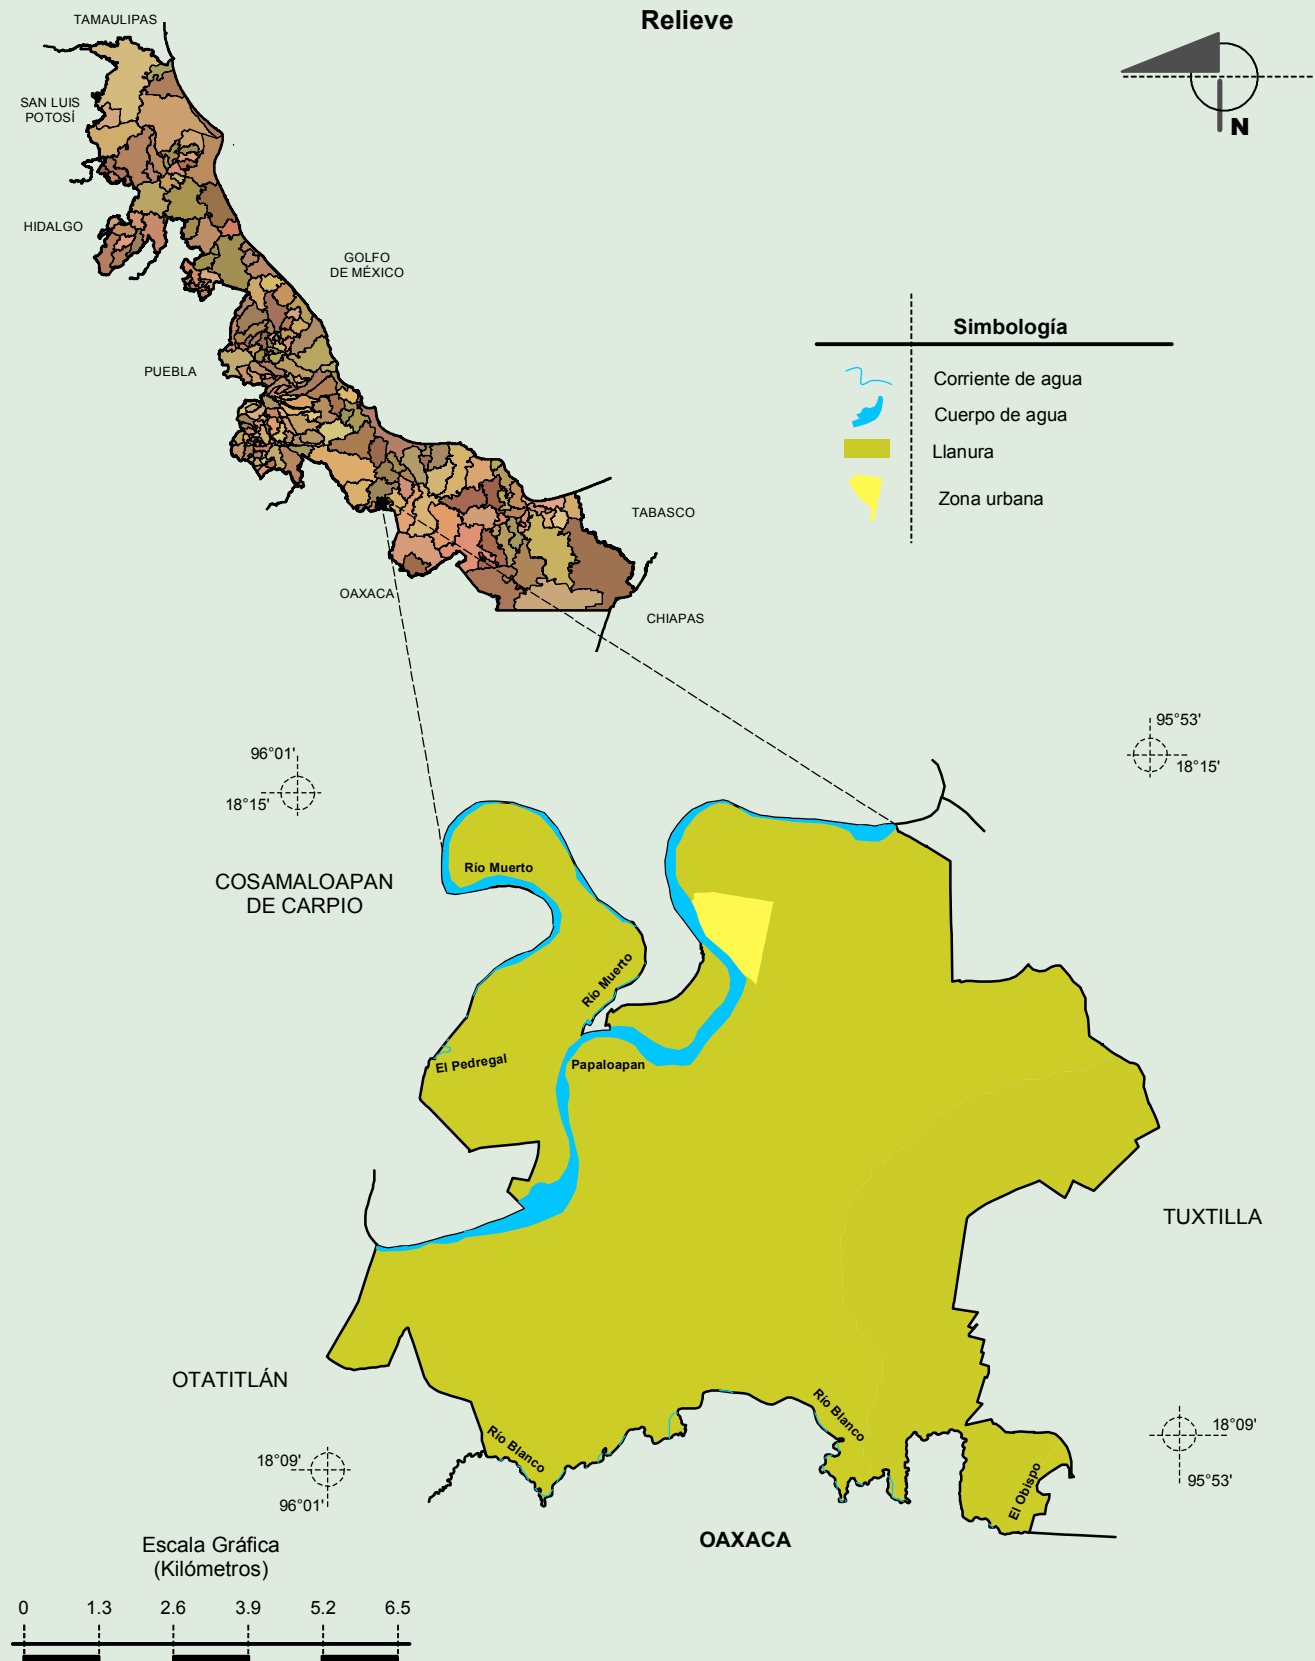 Relieve
TAMAULIPAS
N
SAN LUIS
POTOSÍ
HIDALGO
GOLFO
DE MÉXICO
PUEBLA
TABASCO
OAXACA
CHIAPAS
Simbología
Corriente de agua
Cuerpo de agua
Llanura
Zona urbana
96°01'
18°15'
95°53'
18°15'
COSAMALOAPAN
DE CARPIO
Río Muerto
Río Muerto
El Pedregal
Papaloapan
TUXTILLA
OTATITLÁN
Río Blanco
Río Blanco
El Obispo
18°09'
96°01'
18°09'
95°53'
OAXACA
Escala Gráfica
(Kilómetros)
0 1.3 2.6 3.9 5.2 6.5